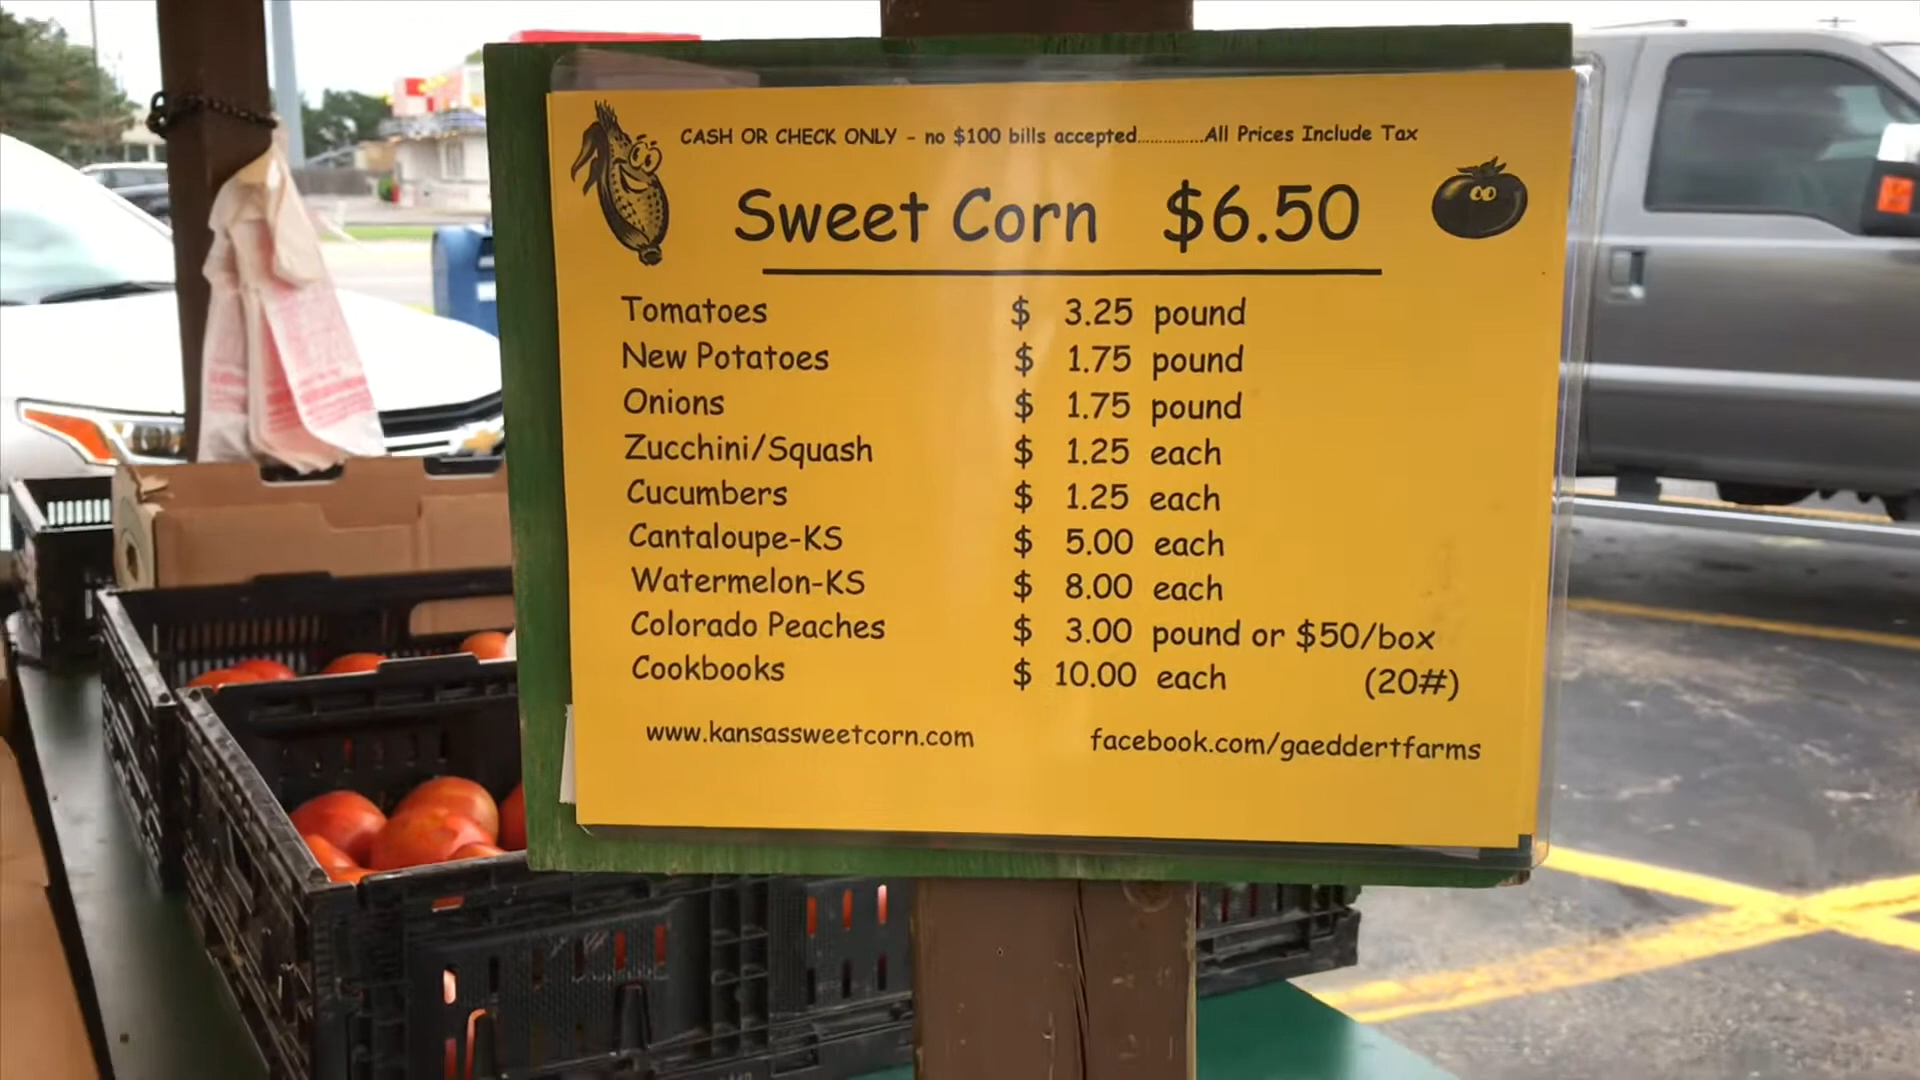 CASH OR CHECK ONLY - no $100 bills accepted..............All Prices Include Tax
Sweet Corn $6.50
Tomatoes $ 3.25 pound
New Potatoes $ 1.75 pound
Onions $ 1.75 pound
Zucchini/Squash $ 1.25 each
Cucumbers $ 1.25 each
Cantaloupe-KS $ 5.00 each
Watermelon-KS $ 8.00 each
Colorado Peaches $ 3.00 pound or $50/box
Cookbooks $ 10.00 each (20#)
www.kansassweetcorn.com facebook.com/gaeddertfarms